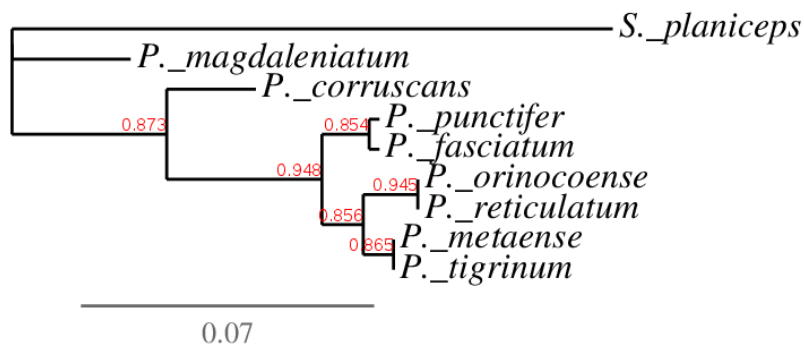 S._planiceps
P._magdaleniatum
P._corruscans
0.873
P._punctifer
0.854
P._fasciatum
0.948
P._orinocoense
0.945
P._reticulatum
0.856
P._metaense
0.865
P._tigrinum
0.07